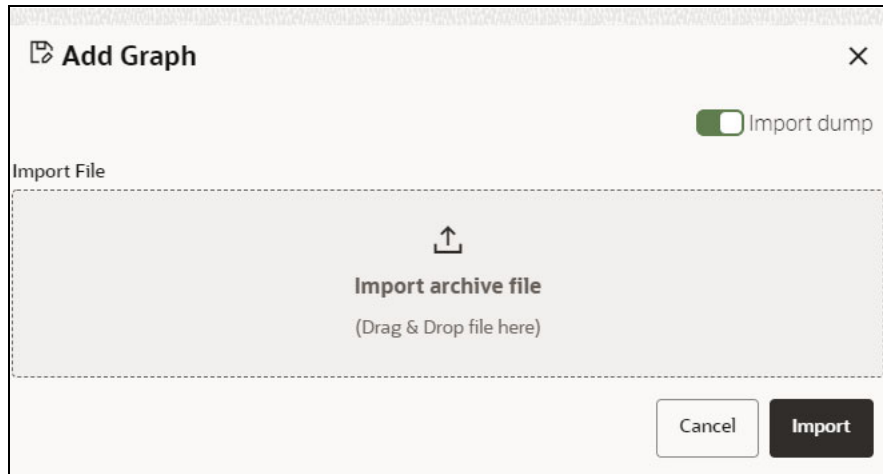 Add Graph
Import dump
Import File
Import archive file
(Drag & Drop file here)
Cancel
Import